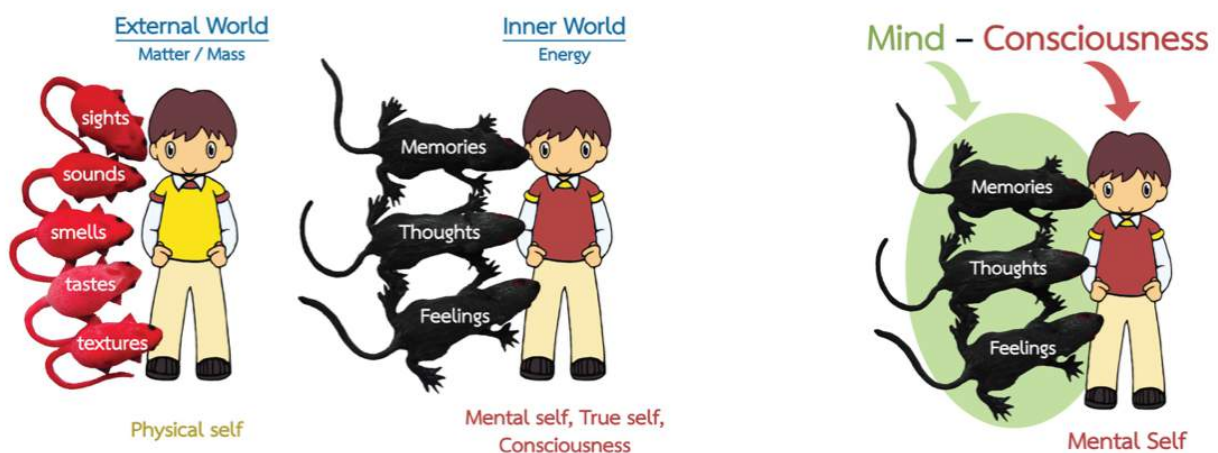 External World
Matter / Mass
sights
sounds
smells
tastes
textures
Physical self
Inner World
Energy
Memories
Thoughts
Feelings
Mental self, True self,
Consciousness
Mind – Consciousness
Memories
Thoughts
Feelings
Mental Self